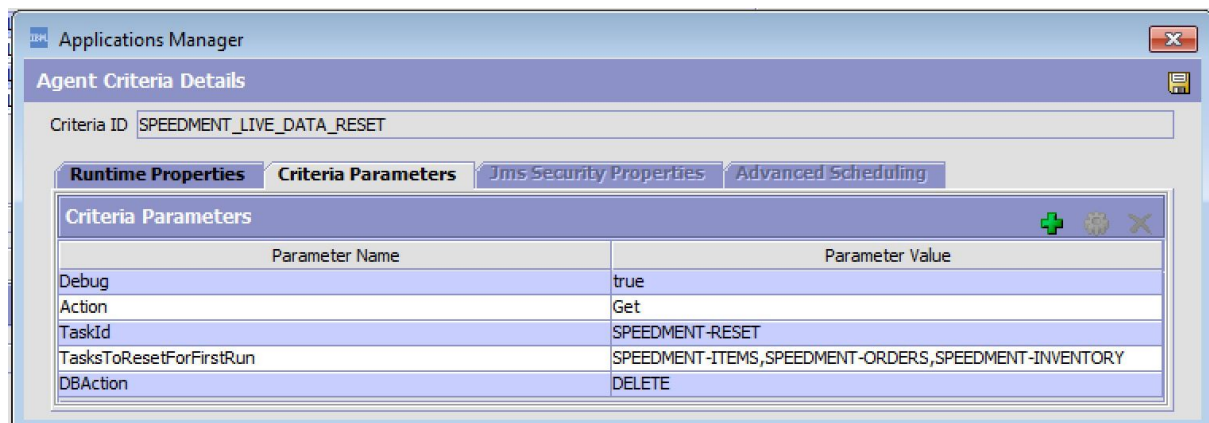 IBM Applications Manager
Agent Criteria Details
Criteria ID SPEEDMENT_LIVE_DATA_RESET
Runtime Properties Criteria Parameters Jms Security Properties Advanced Scheduling
Criteria Parameters
Parameter Name Parameter Value
Debug true
Action Get
TaskId SPEEDMENT-RESET
TasksToResetForFirstRun SPEEDMENT-ITEMS,SPEEDMENT-ORDERS,SPEEDMENT-INVENTORY
DBAction DELETE